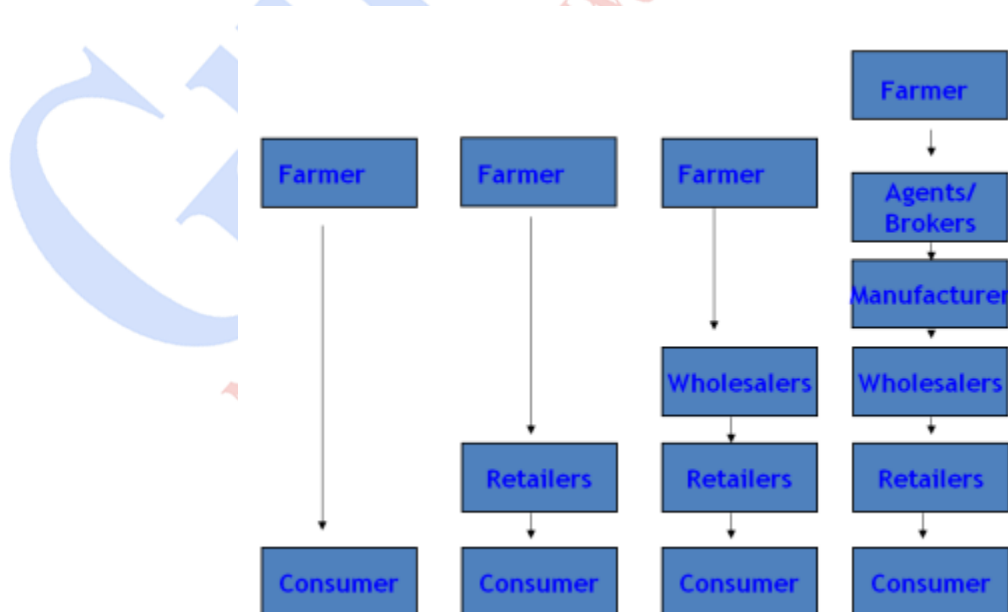 Farmer
Farmer
Farmer
Farmer
Agents/
Brokers
Manufacturer
Wholesalers
Wholesalers
Retailers
Retailers
Retailers
Consumer
Consumer
Consumer
Consumer